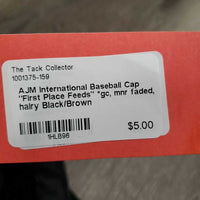 The Tack Collector
1001375-159
AJM International Baseball Cap
"First Place Feeds" *gc, mnr faded,
hairy Black/Brown
$5.00
1HLB96